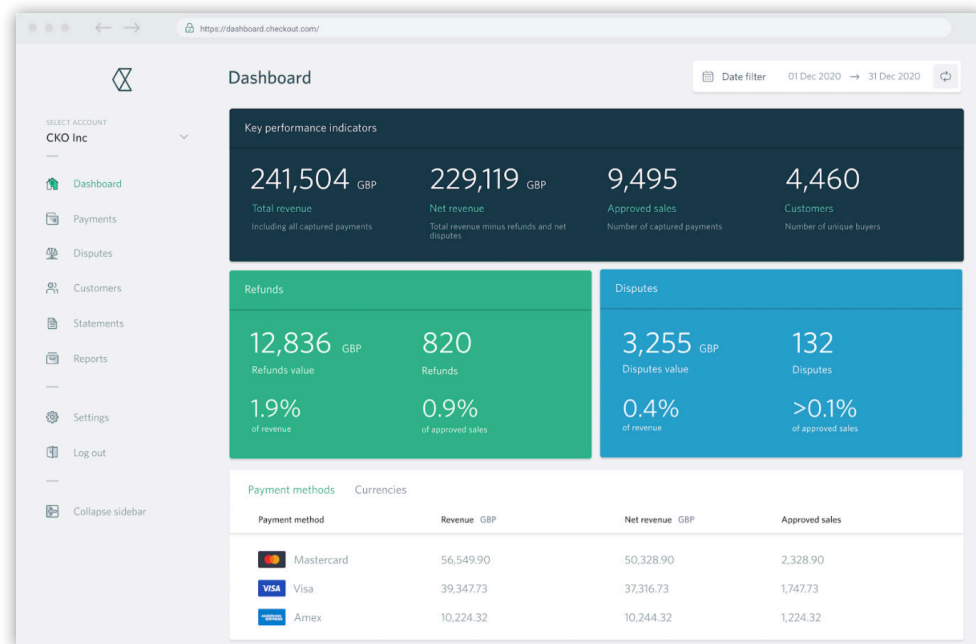 https://dashboard.checkout.com/
Dashboard
Date filter 01 Dec 2020 → 31 Dec 2020
SELECT ACCOUNT
CKO Inc
Dashboard
Payments
Disputes
Customers
Statements
Reports
Settings
Log out
Collapse sidebar
Key performance indicators
241,504 GBP
Total revenue
Including all captured payments
229,119 GBP
Net revenue
Total revenue minus refunds and net
disputes
9,495
Approved sales
Number of captured payments
4,460
Customers
Number of unique buyers
Refunds
12,836 GBP
Refunds value
820
Refunds
1.9%
of revenue
0.9%
of approved sales
Disputes
3,255 GBP
Disputes value
132
Disputes
0.4%
of revenue
>0.1%
of approved sales
Payment methods Currencies
Payment method Revenue GBP Net revenue GBP Approved sales
Mastercard 56,549.90 50,328.90 2,328.90
VISA Visa 39,347.73 37,316.73 1,747.73
AMERICAN EXPRESS Amex 10,224.32 10,244.32 1,224.32